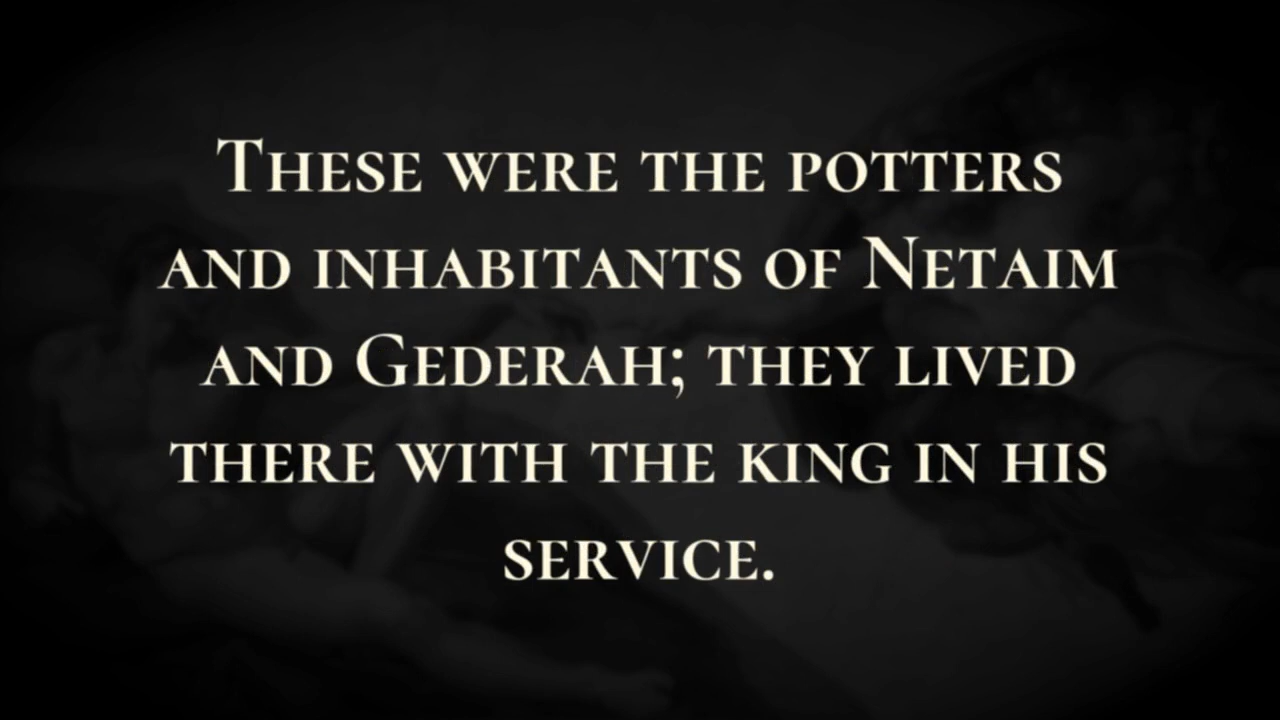 These were the potters
and inhabitants of Netaim
and Gederah; they lived
there with the king in his
service.